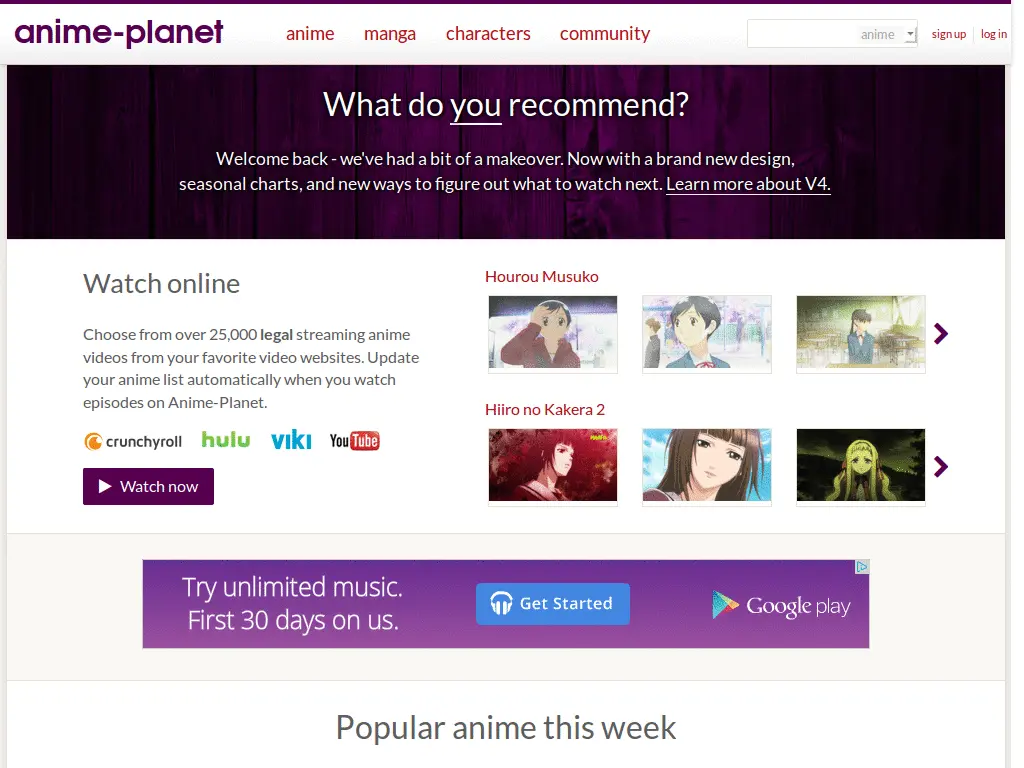 anime-planet
anime manga characters community
anime
sign up
log in
What do you recommend?
Welcome back - we've had a bit of a makeover. Now with a brand new design,
seasonal charts, and new ways to figure out what to watch next. Learn more about V4.
Watch online
Choose from over 25,000 legal streaming anime
videos from your favorite video websites. Update
your anime list automatically when you watch
episodes on Anime-Planet.
crunchyroll hulu viki YouTube
Watch now
Hourou Musuko
Hiiro no Kakera 2
Try unlimited music.
First 30 days on us.
Get Started
Google play
Popular anime this week